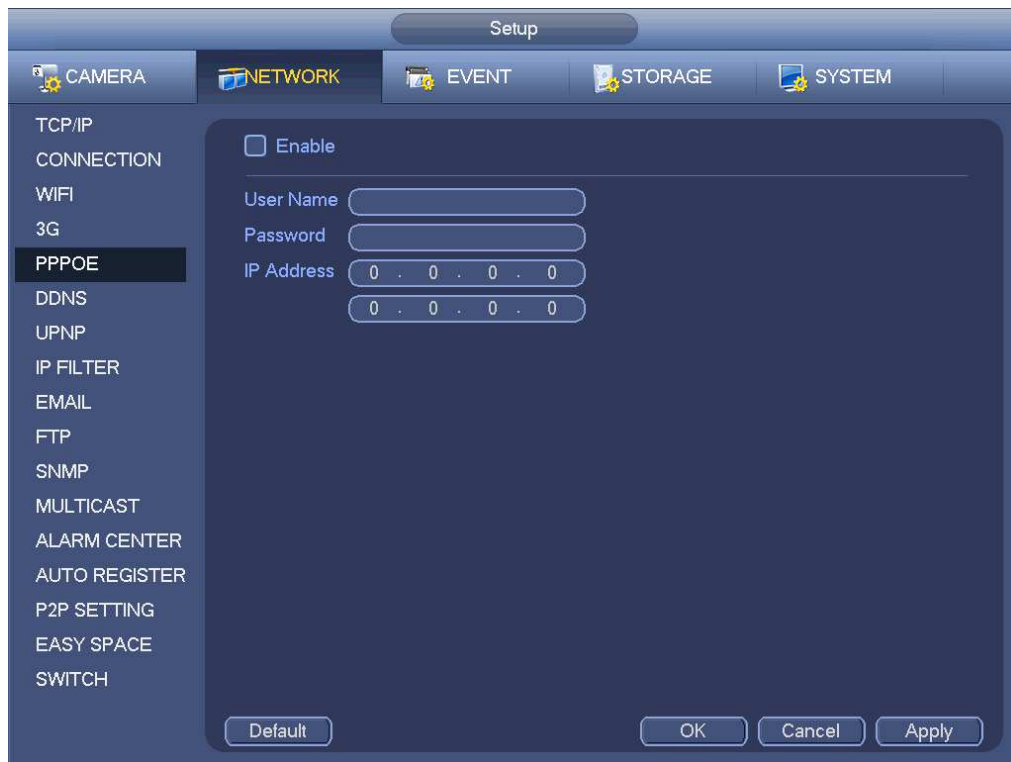 Setup
CAMERA NETWORK EVENT STORAGE SYSTEM
TCP/IP
CONNECTION
WIFI
3G
PPPOE
DDNS
UPNP
IP FILTER
EMAIL
FTP
SNMP
MULTICAST
ALARM CENTER
AUTO REGISTER
P2P SETTING
EASY SPACE
SWITCH
Enable
User Name
Password
IP Address 0 . 0 . 0 . 0
0 . 0 . 0 . 0
Default OK Cancel Apply